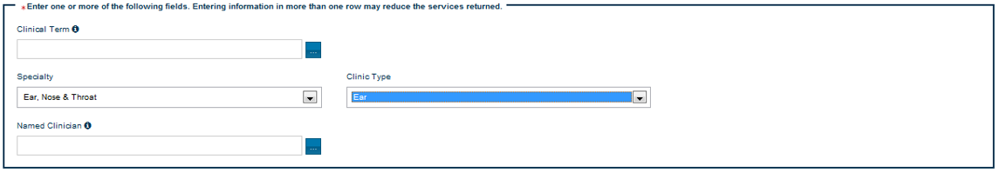 *Enter one or more of the following fields. Entering information in more than one row may reduce the services returned.
Clinical Term
...
Specialty
Clinic Type
Ear, Nose & Throat
Ear
Named Clinician
...